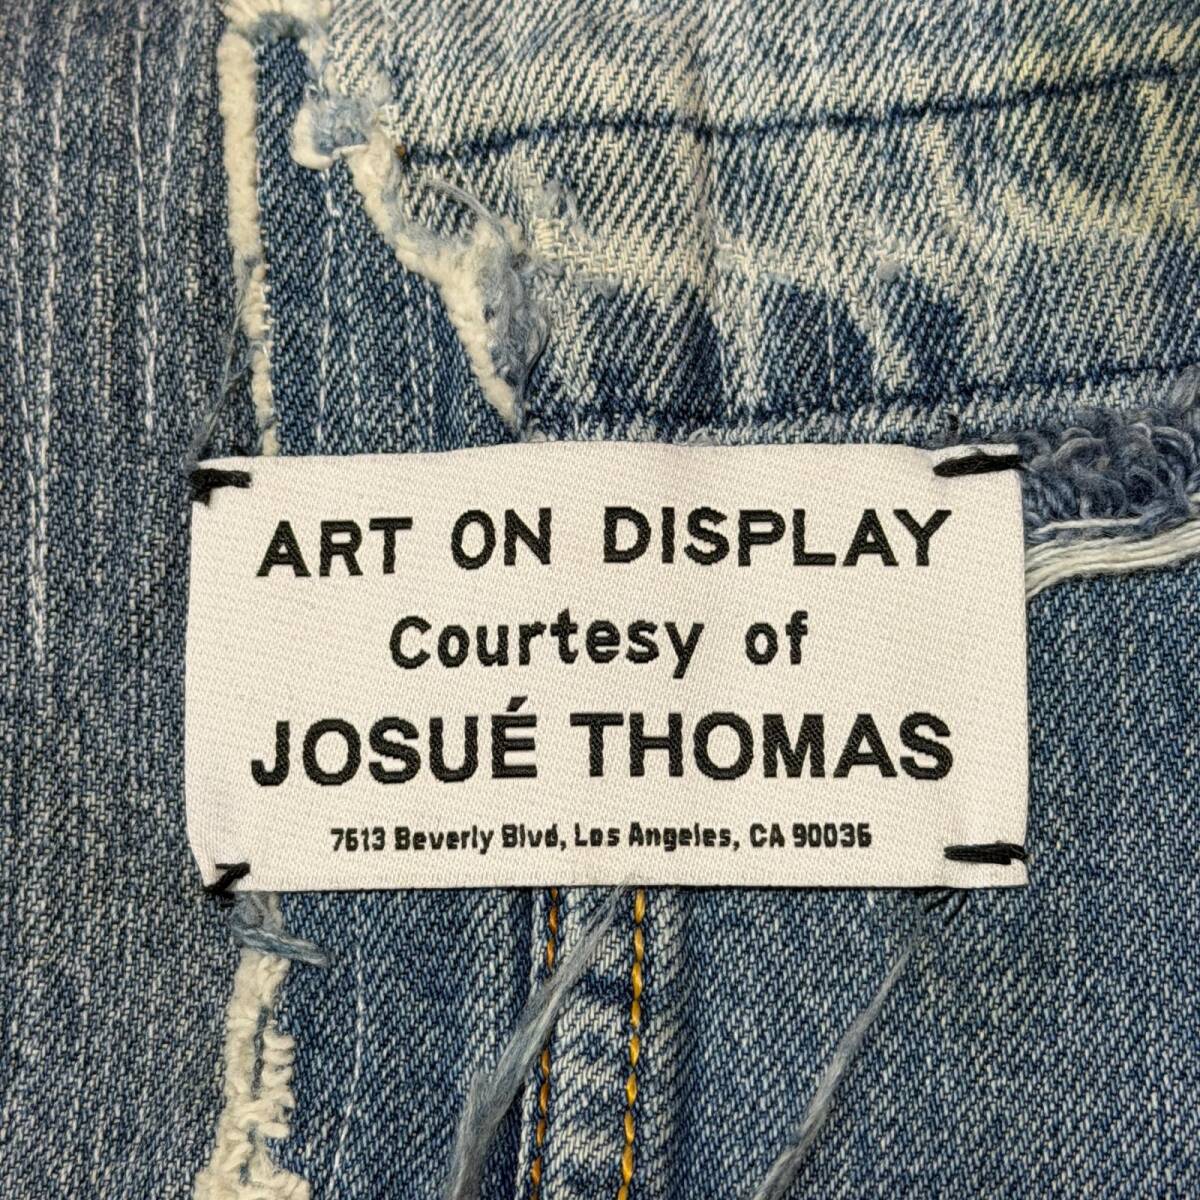 ART ON DISPLAY
Courtesy of
JOSUÉ THOMAS
7613 Beverly Blvd, Los Angeles, CA 90036